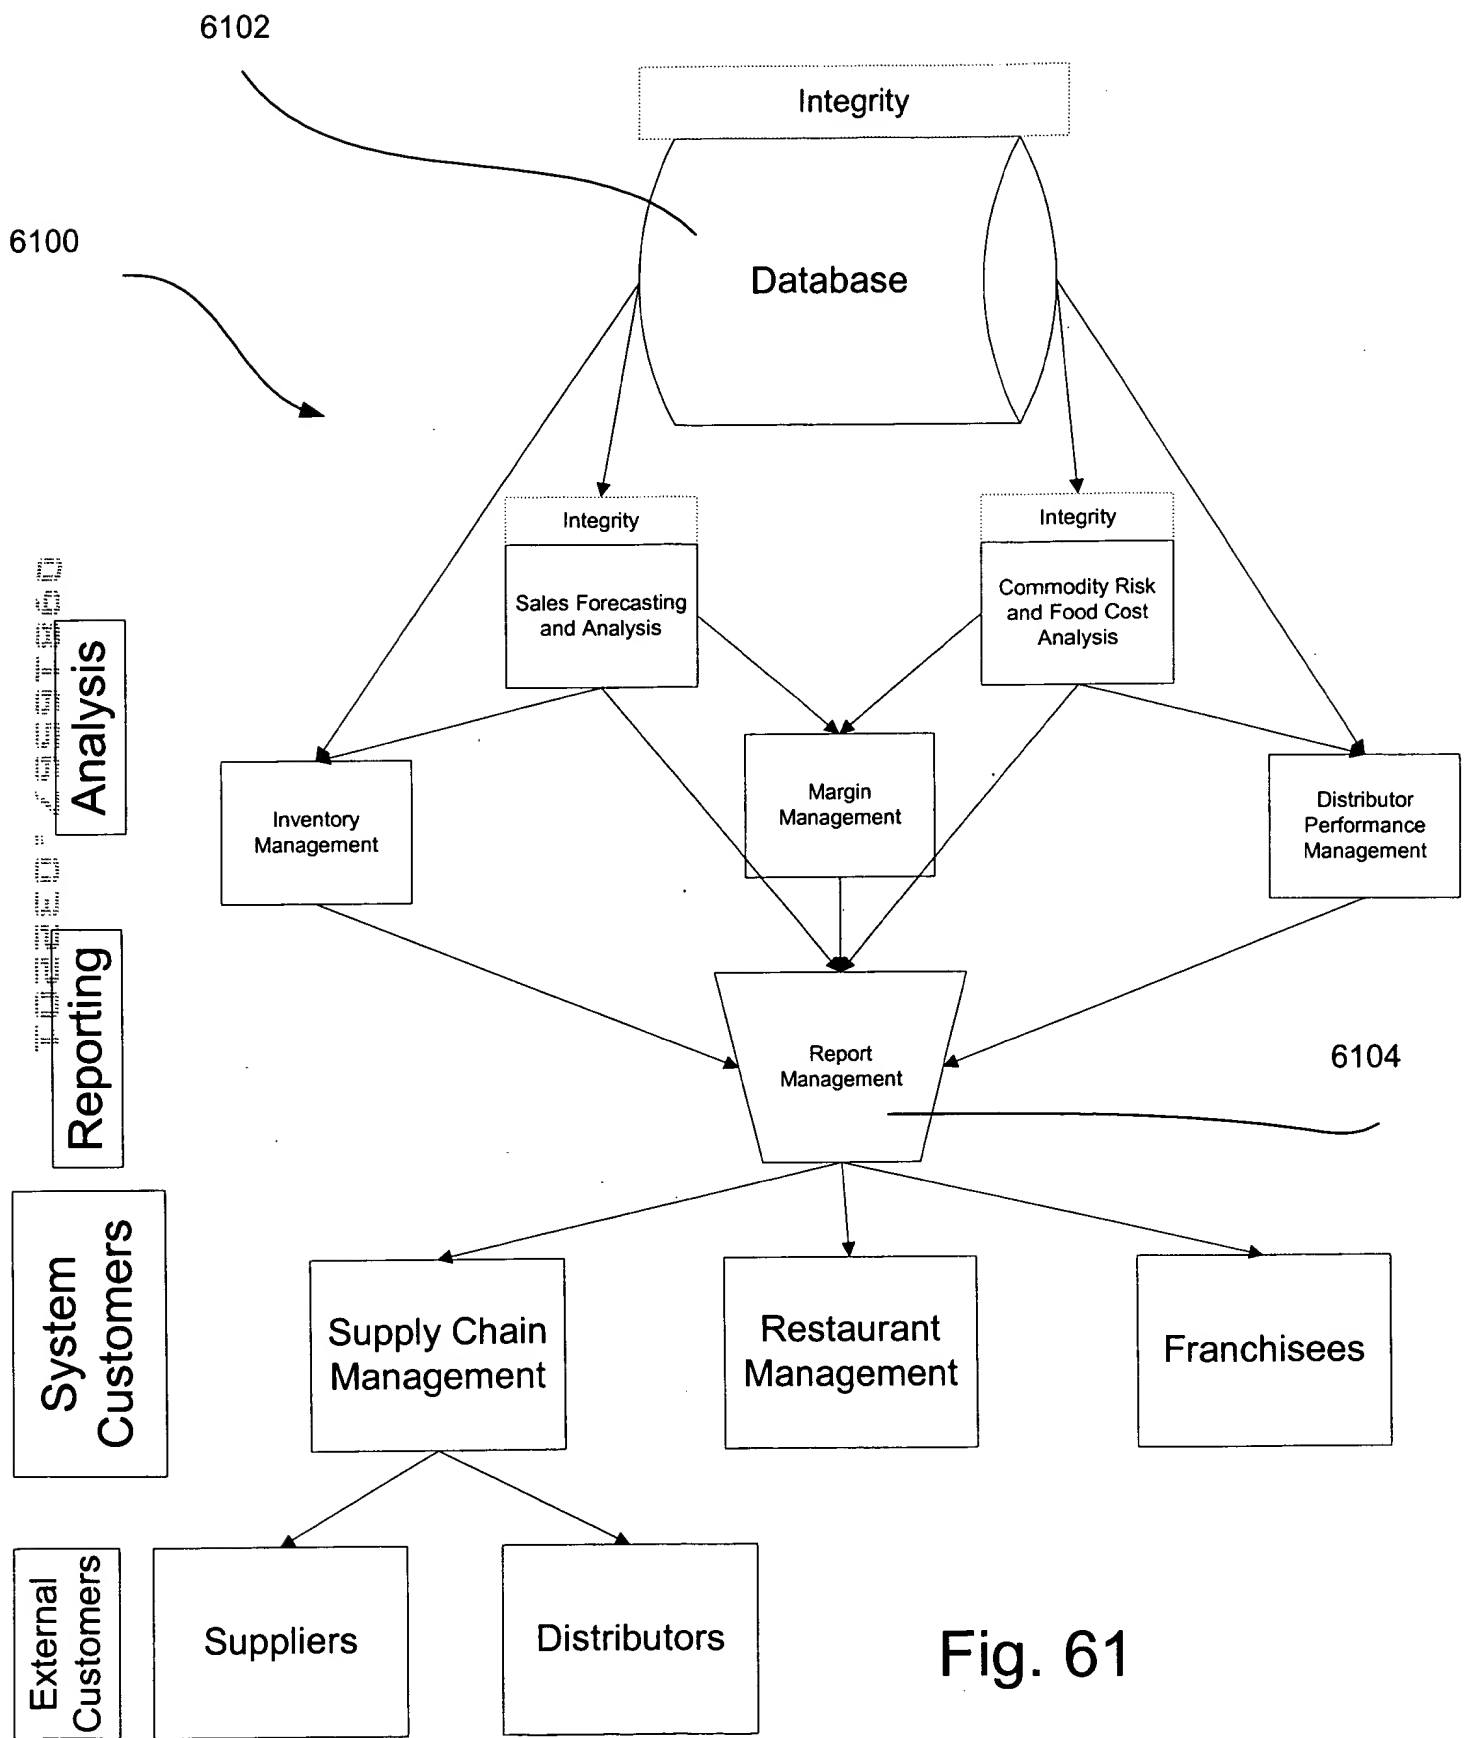 6102
Integrity
6100
Database
Integrity
Integrity
Sales Forecasting
and Analysis
Commodity Risk
and Food Cost
Analysis
Analysis
Inventory
Management
Margin
Management
Distributor
Performance
Management
Reporting
Report
Management
6104
System
Customers
Supply Chain
Management
Restaurant
Management
Franchisees
External
Customers
Suppliers
Distributors
Fig. 61